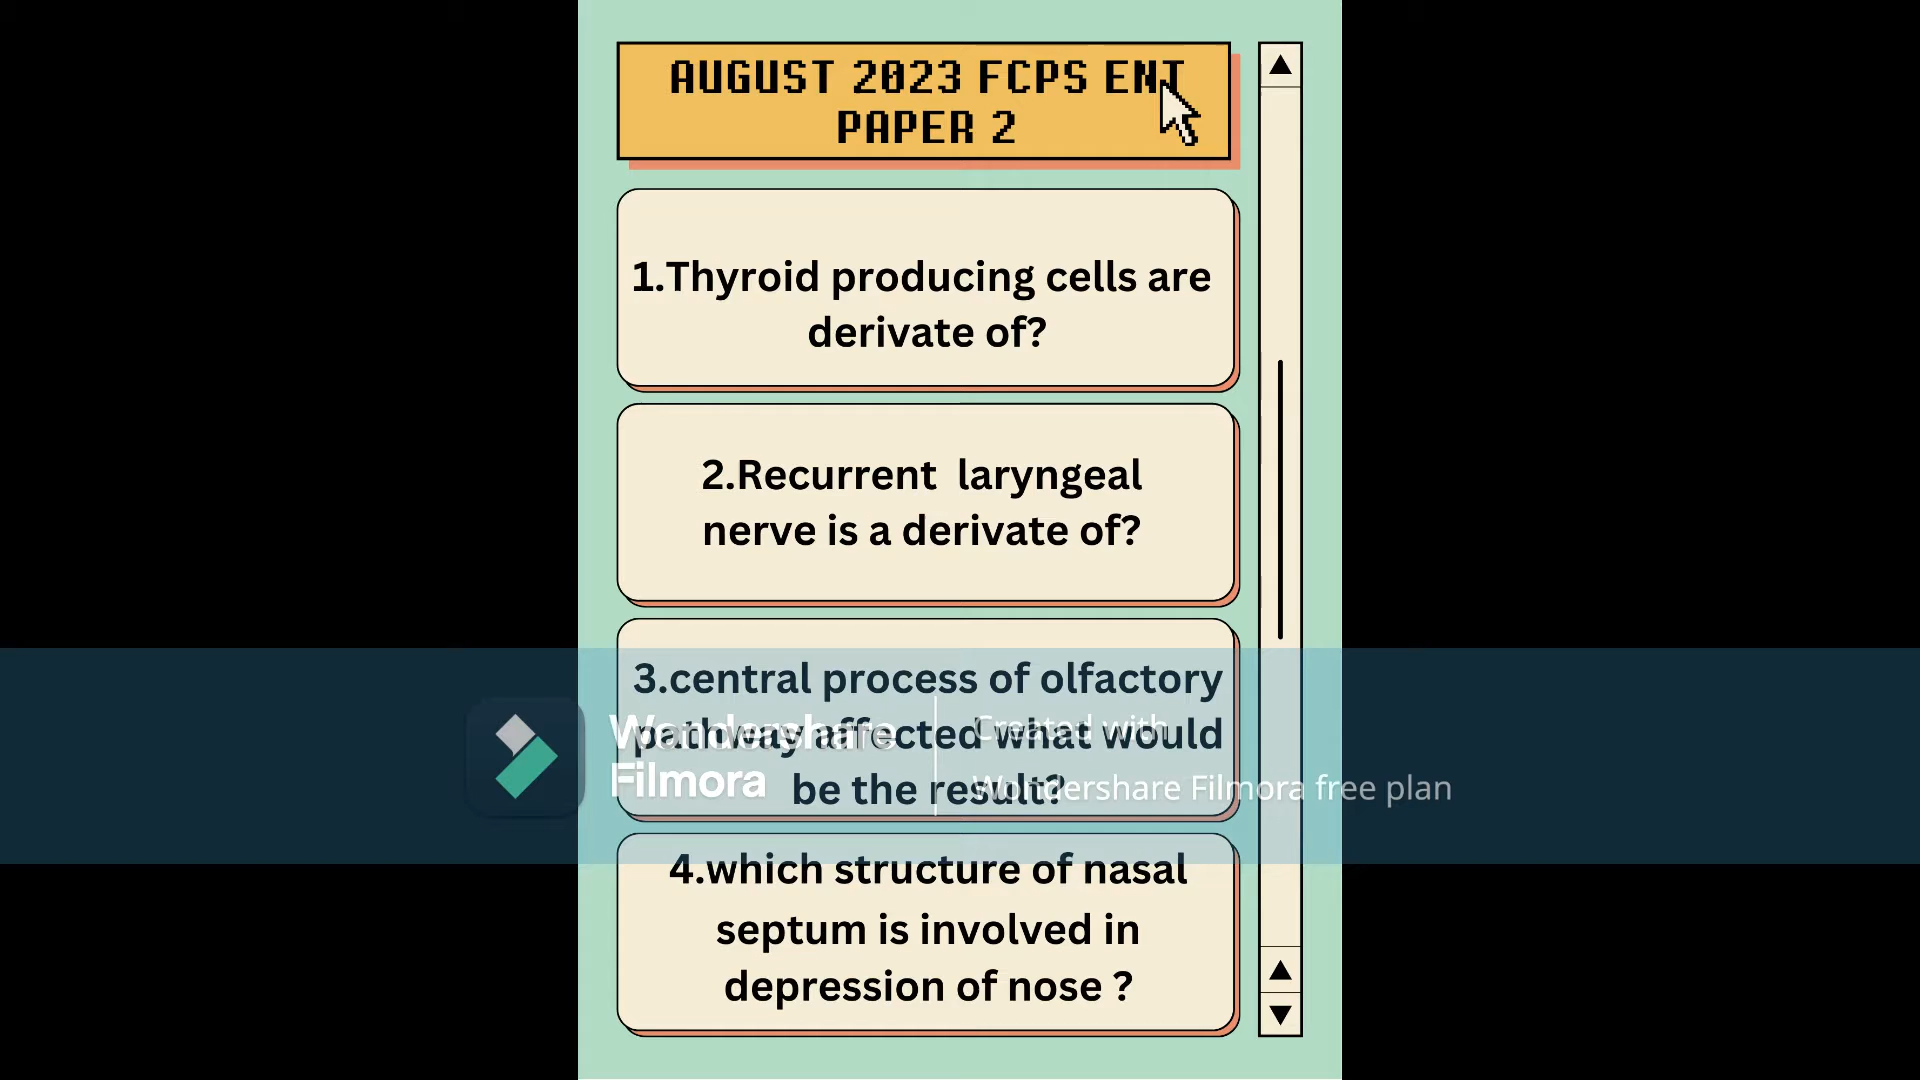 AUGUST 2023 FCPS ENT
PAPER 2
1.Thyroid producing cells are
derivate of?
2.Recurrent laryngeal
nerve is a derivate of?
3.central process of olfactory
pathway affected what would
be the result?
Wondershare
Filmora
Created with
Wondershare Filmora free plan
4.which structure of nasal
septum is involved in
depression of nose ?